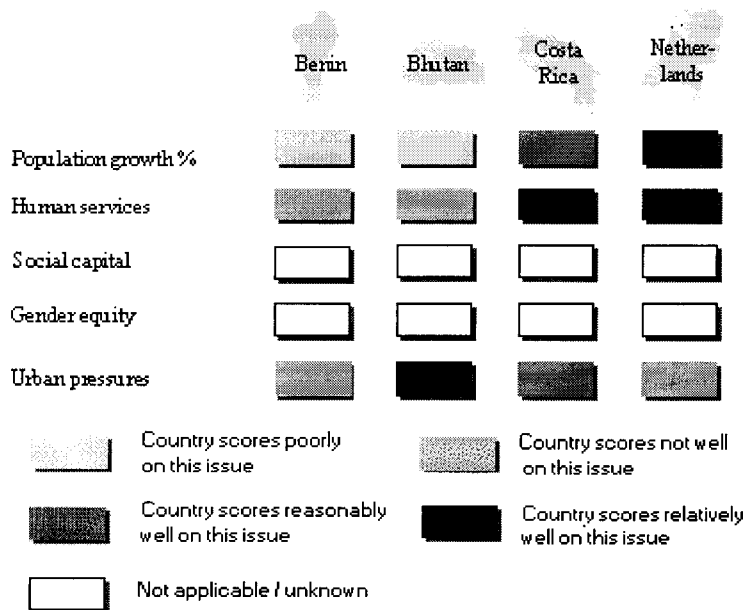 Benin
Bhutan
Costa
Rica
Nether-
lands
Population growth %
Human services
Social capital
Gender equity
Urban pressures
Country scores poorly
on this issue
Country scores not well
on this issue
Country scores reasonably
well on this issue
Country scores relatively
well on this issue
Not applicable / unknown